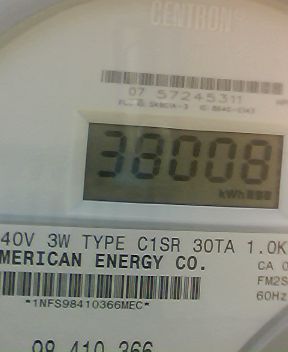 CENTRON®
07 57245311
38008
kWh
40V 3W TYPE C1SR 30TA 1.0K
MERICAN ENERGY CO.
CA 0
FM2S
*1NFS98410366MEC*
60Hz
98 410 366